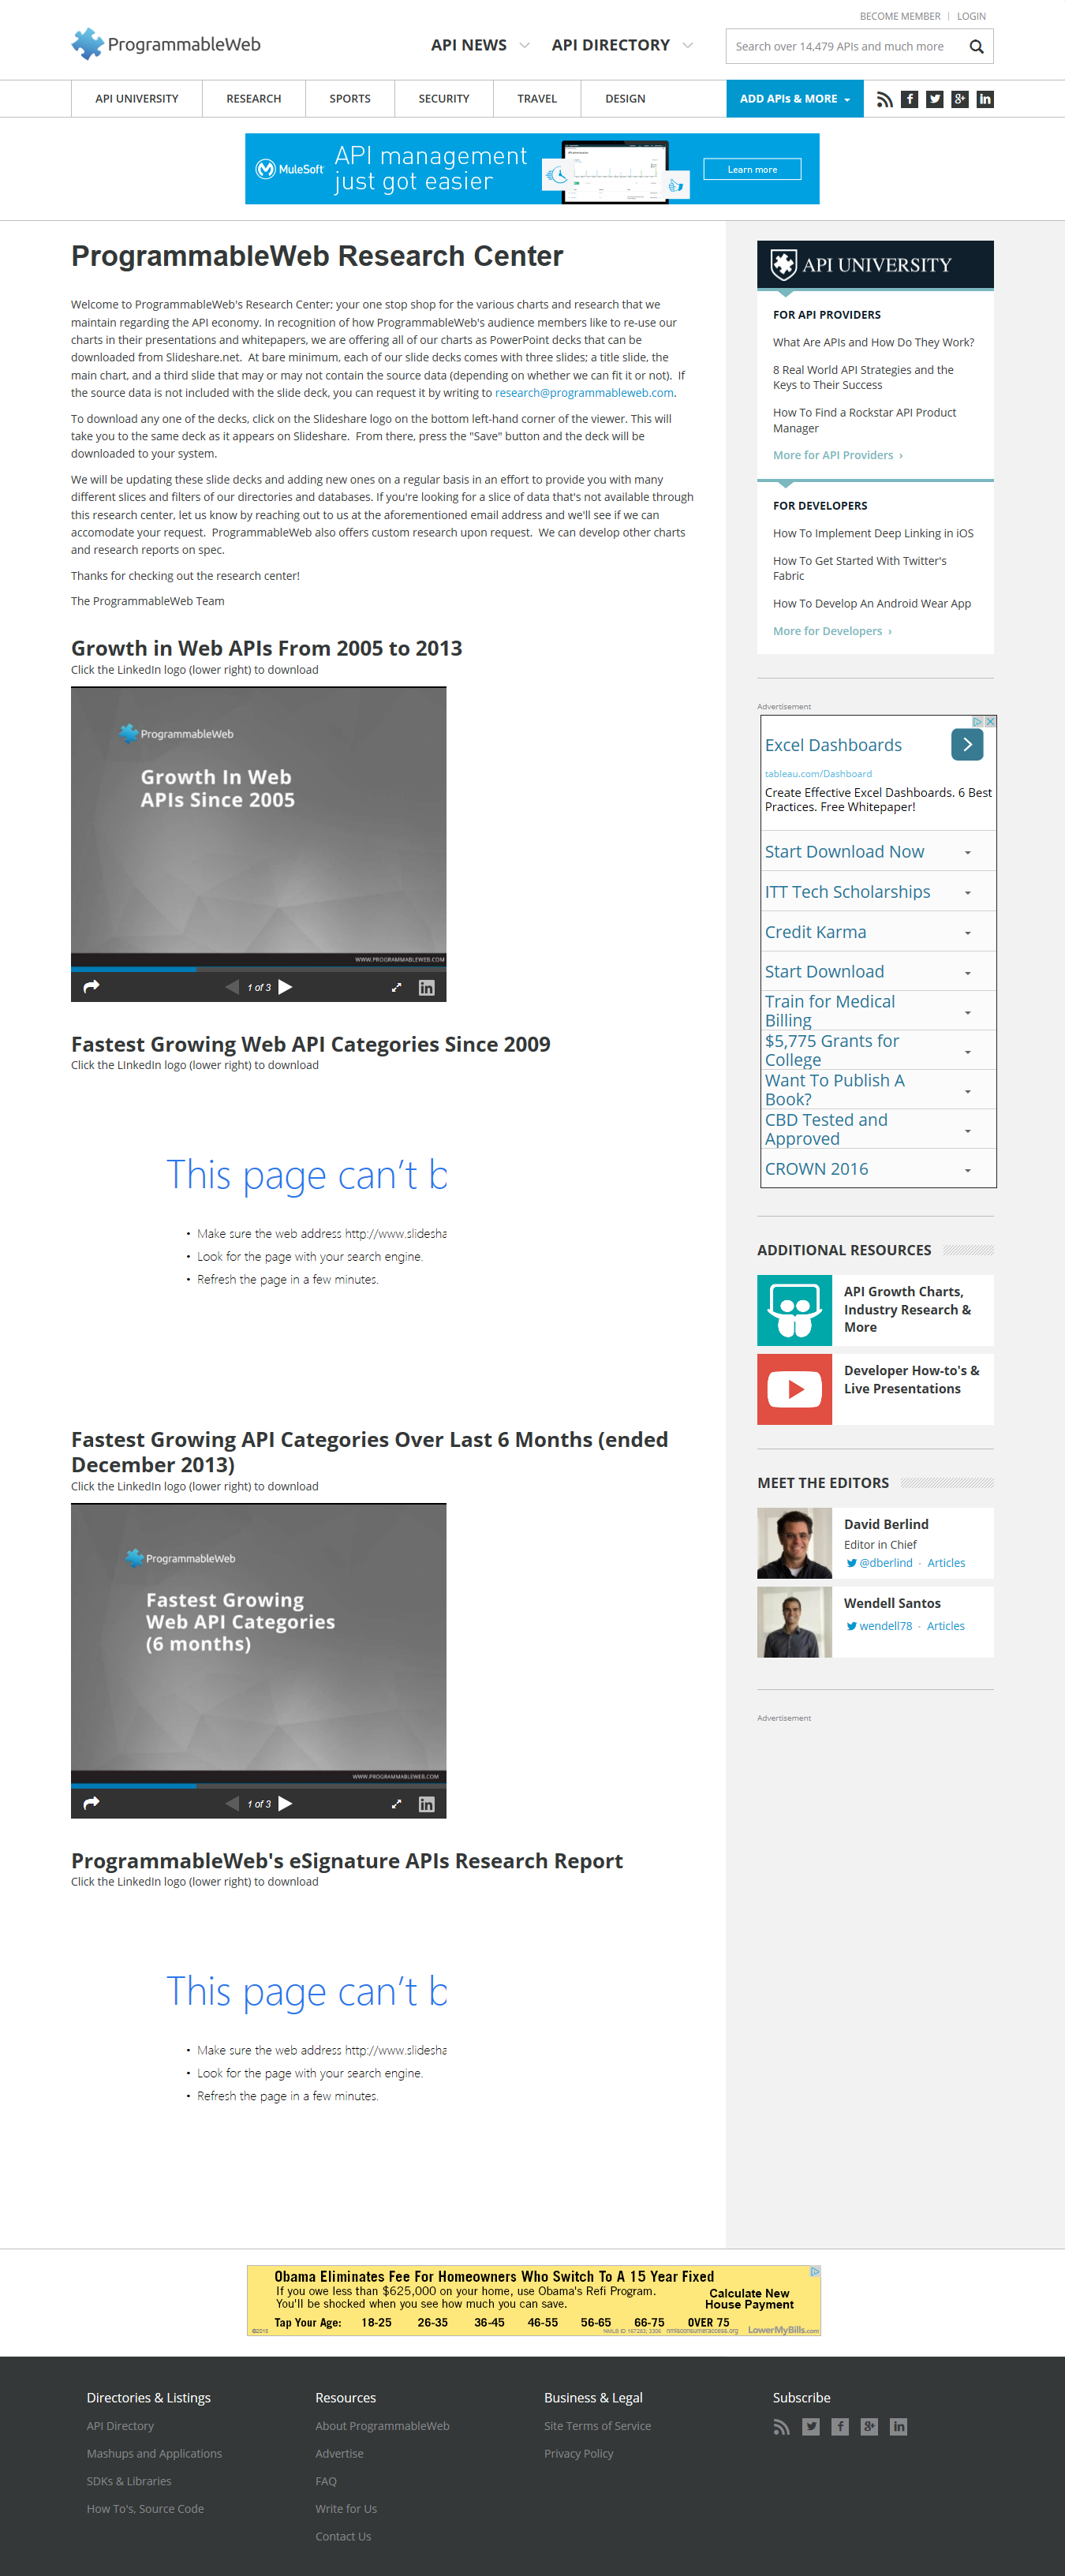 BECOME MEMBER | LOGIN
ProgrammableWeb
API NEWS
API DIRECTORY
Search over 14,479 APIs and much more
API UNIVERSITY
RESEARCH
SPORTS
SECURITY
TRAVEL
DESIGN
ADD APIs & MORE
MuleSoft
API management
just got easier
Learn more
ProgrammableWeb Research Center
Welcome to ProgrammableWeb's Research Center; your one stop shop for the various charts and research that we
maintain regarding the API economy. In recognition of how ProgrammableWeb's audience members like to re-use our
charts in their presentations and whitepapers, we are offering all of our charts as PowerPoint decks that can be
downloaded from Slideshare.net.  At bare minimum, each of our slide decks comes with three slides; a title slide, the
main chart, and a third slide that may or may not contain the source data (depending on whether we can fit it or not).  If
the source data is not included with the slide deck, you can request it by writing to research@programmableweb.com.
To download any one of the decks, click on the Slideshare logo on the bottom left-hand corner of the viewer. This will
take you to the same deck as it appears on Slideshare.  From there, press the "Save" button and the deck will be
downloaded to your system.
We will be updating these slide decks and adding new ones on a regular basis in an effort to provide you with many
different slices and filters of our directories and databases. If you're looking for a slice of data that's not available through
this research center, let us know by reaching out to us at the aforementioned email address and we'll see if we can
accomodate your request.  ProgrammableWeb also offers custom research upon request.  We can develop other charts
and research reports on spec.
Thanks for checking out the research center!
The ProgrammableWeb Team
Growth in Web APIs From 2005 to 2013
Click the LinkedIn logo (lower right) to download
ProgrammableWeb
Growth In Web
APIs Since 2005
WWW.PROGRAMMABLEWEB.COM
1 of 3
Fastest Growing Web API Categories Since 2009
Click the LInkedIn logo (lower right) to download
This page can't b
• Make sure the web address http://www.slidesha
• Look for the page with your search engine.
• Refresh the page in a few minutes.
Fastest Growing API Categories Over Last 6 Months (ended
December 2013)
Click the LinkedIn logo (lower right) to download
ProgrammableWeb
Fastest Growing
Web API Categories
(6 months)
WWW.PROGRAMMABLEWEB.COM
1 of 3
ProgrammableWeb's eSignature APIs Research Report
Click the LinkedIn logo (lower right) to download
This page can't b
• Make sure the web address http://www.slidesha
• Look for the page with your search engine.
• Refresh the page in a few minutes.
API UNIVERSITY
FOR API PROVIDERS
What Are APIs and How Do They Work?
8 Real World API Strategies and the
Keys to Their Success
How To Find a Rockstar API Product
Manager
More for API Providers ›
FOR DEVELOPERS
How To Implement Deep Linking in iOS
How To Get Started With Twitter's
Fabric
How To Develop An Android Wear App
More for Developers ›
Advertisement
Excel Dashboards
tableau.com/Dashboard
Create Effective Excel Dashboards. 6 Best
Practices. Free Whitepaper!
Start Download Now
ITT Tech Scholarships
Credit Karma
Start Download
Train for Medical
Billing
$5,775 Grants for
College
Want To Publish A
Book?
CBD Tested and
Approved
CROWN 2016
ADDITIONAL RESOURCES
API Growth Charts,
Industry Research &
More
Developer How-to's &
Live Presentations
MEET THE EDITORS
David Berlind
Editor in Chief
@dberlind · Articles
Wendell Santos
wendell78 · Articles
Advertisement
Obama Eliminates Fee For Homeowners Who Switch To A 15 Year Fixed
If you owe less than $625,000 on your home, use Obama's Refi Program.
You'll be shocked when you see how much you can save.
Calculate New
House Payment
Tap Your Age: 18-25 26-35 36-45 46-55 56-65 66-75 OVER 75
©2015
nmlsconsumeraccess.org
LowerMyBills.com
Directories & Listings
API Directory
Mashups and Applications
SDKs & Libraries
How To's, Source Code
Resources
About ProgrammableWeb
Advertise
FAQ
Write for Us
Contact Us
Business & Legal
Site Terms of Service
Privacy Policy
Subscribe